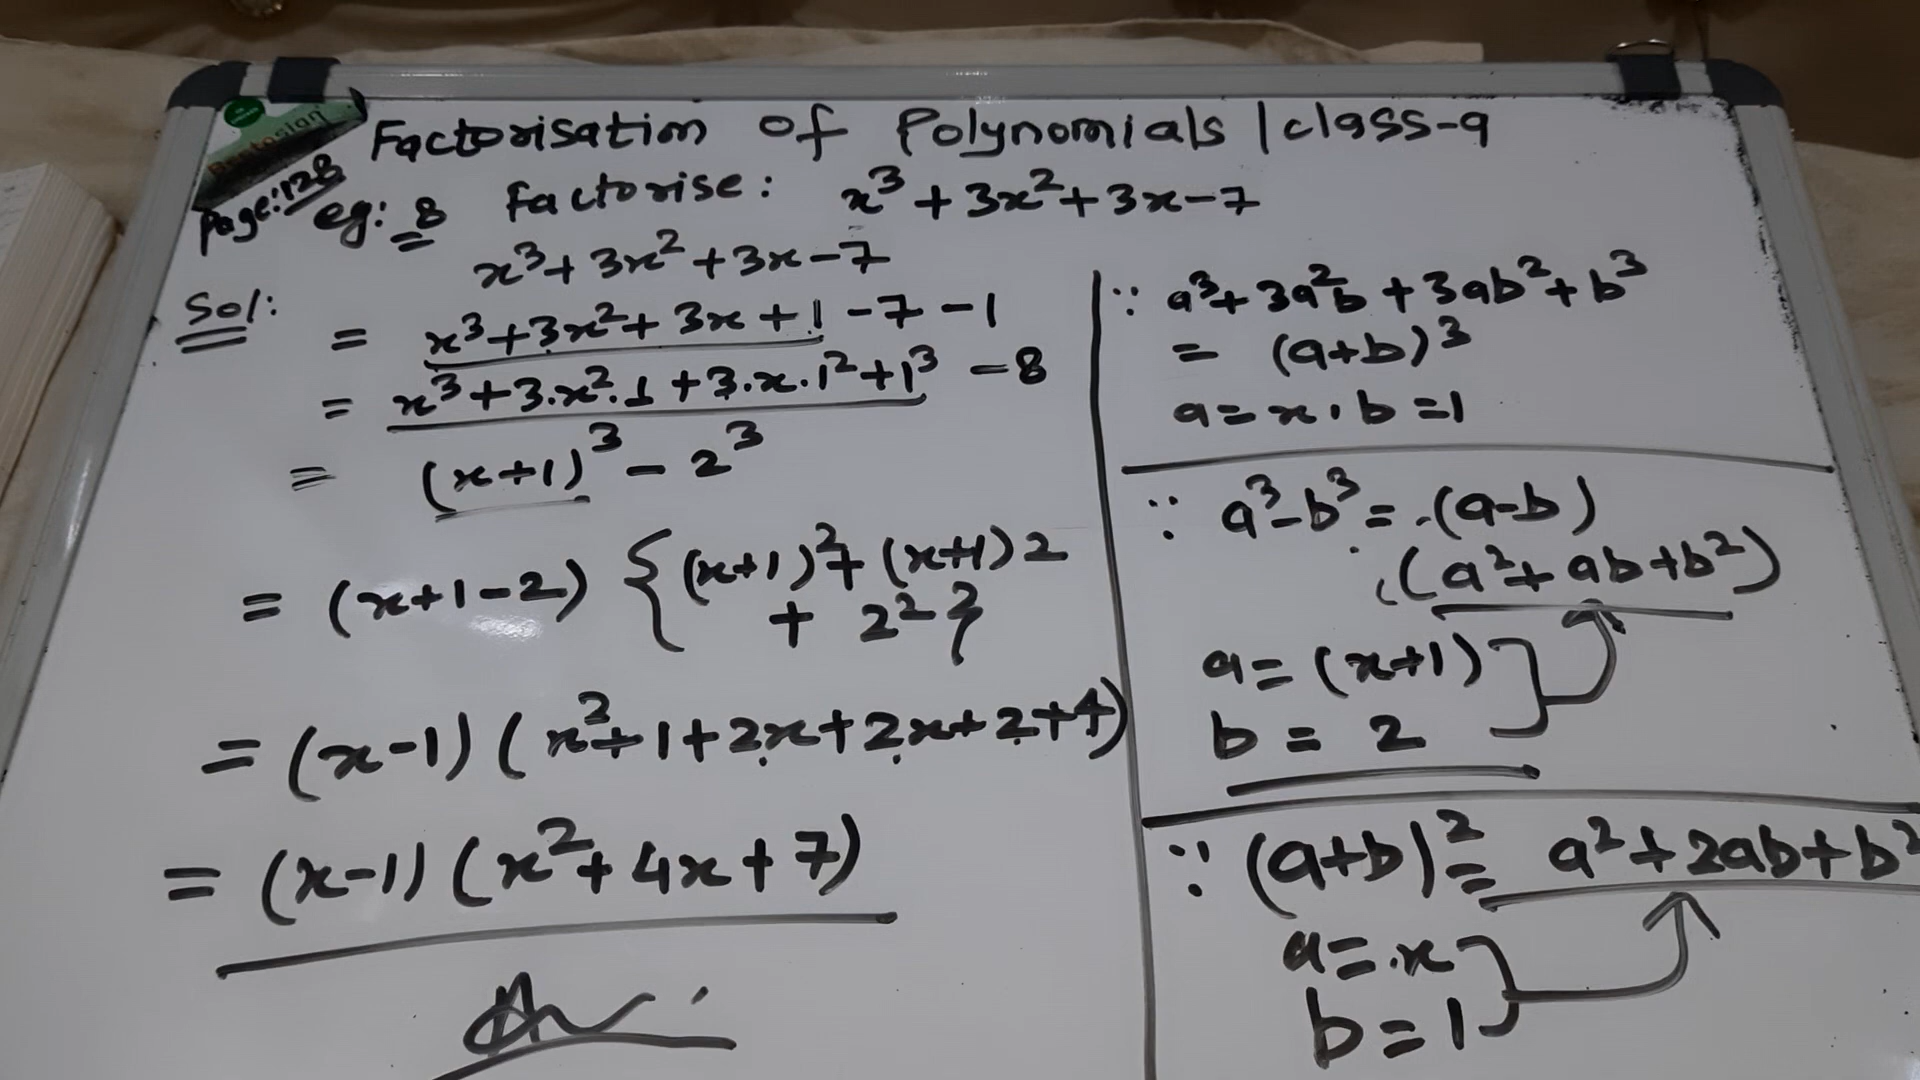 Factorisation of Polynomials | class-9
Page:128 eg: 8 Factorise: x³ + 3x² + 3x - 7
x³ + 3x² + 3x - 7
Sol:
= x³ + 3x² + 3x + 1 - 7 - 1
= x³ + 3.x².1 + 3.x.1² + 1³ - 8
= (x+1)³ - 2³
= (x+1-2) {(x+1)² + (x+1)2
+ 2²}
= (x-1) (x² + 1 + 2x + 2x + 2 + 4)
= (x-1) (x² + 4x + 7)
∵ a³ + 3a²b + 3ab² + b³
= (a+b)³
a = x, b = 1
∵ a³ - b³ = (a-b)
(a² + ab + b²)
a = (x+1)
b = 2
∵ (a+b)² = a² + 2ab + b²
a = x
b = 1